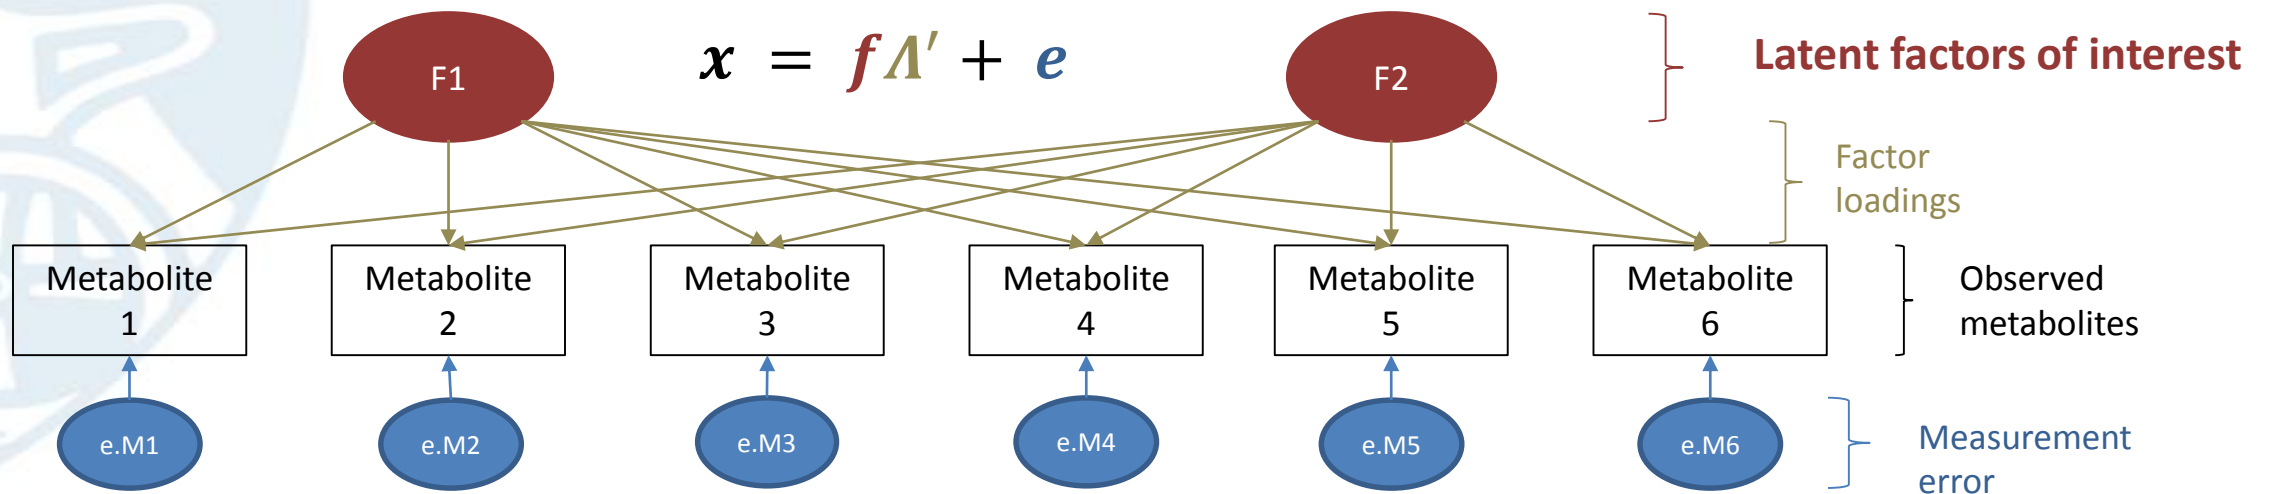 F1
x = fΛ′ + e
F2
Latent factors of interest
Factor
loadings
Metabolite
1
Metabolite
2
Metabolite
3
Metabolite
4
Metabolite
5
Metabolite
6
Observed
metabolites
e.M1
e.M2
e.M3
e.M4
e.M5
e.M6
Measurement
error